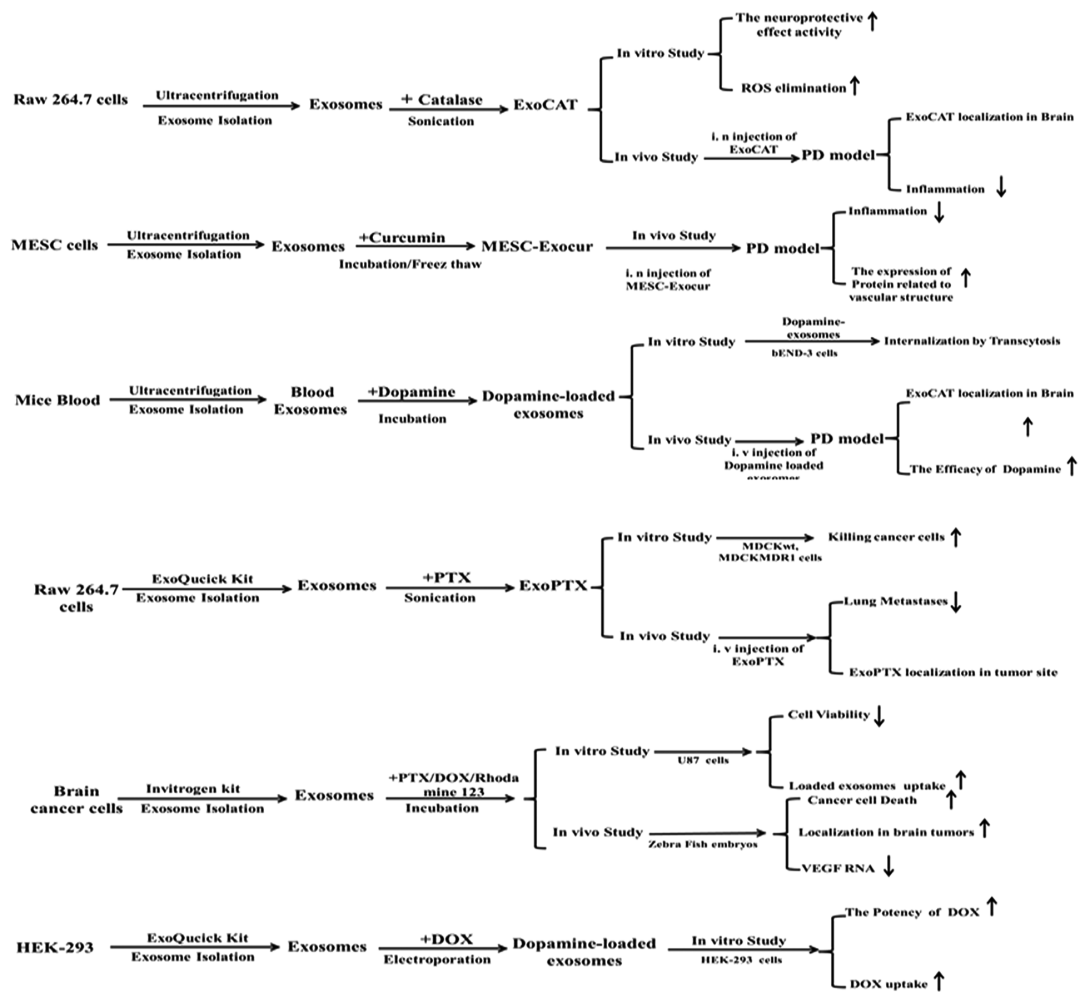 The neuroprotective
effect activity
In vitro Study
ROS elimination
Raw 264.7 cells
Ultracentrifugation
Exosome Isolation
Exosomes
+ Catalase
Sonication
ExoCAT
In vivo Study
i. n injection of
ExoCAT
PD model
ExoCAT localization in Brain
Inflammation
MESC cells
Ultracentrifugation
Exosome Isolation
Exosomes
+Curcumin
Incubation/Freez thaw
MESC-Exocur
In vivo Study
i. n injection of
MESC-Exocur
PD model
Inflammation
The expression of
Protein related to
vascular structure
Mice Blood
Ultracentrifugation
Exosome Isolation
Blood
Exosomes
+Dopamine
Incubation
Dopamine-loaded
exosomes
In vitro Study
Dopamine-
exosomes
bEND-3 cells
Internalization by Transcytosis
In vivo Study
i. v injection of
Dopamine loaded
exosomes
PD model
ExoCAT localization in Brain
The Efficacy of Dopamine
Raw 264.7
cells
ExoQucick Kit
Exosome Isolation
Exosomes
+PTX
Sonication
ExoPTX
In vitro Study
MDCKwt,
MDCKMDR1 cells
Killing cancer cells
In vivo Study
i. v injection of
ExoPTX
Lung Metastases
ExoPTX localization in tumor site
Brain
cancer cells
Invitrogen kit
Exosome Isolation
Exosomes
+PTX/DOX/Rhoda
mine 123
Incubation
In vitro Study
U87 cells
Cell Viability
Loaded exosomes uptake
In vivo Study
Zebra Fish embryos
Cancer cell Death
Localization in brain tumors
VEGF RNA
HEK-293
ExoQucick Kit
Exosome Isolation
Exosomes
+DOX
Electroporation
Dopamine-loaded
exosomes
In vitro Study
HEK-293 cells
The Potency of DOX
DOX uptake